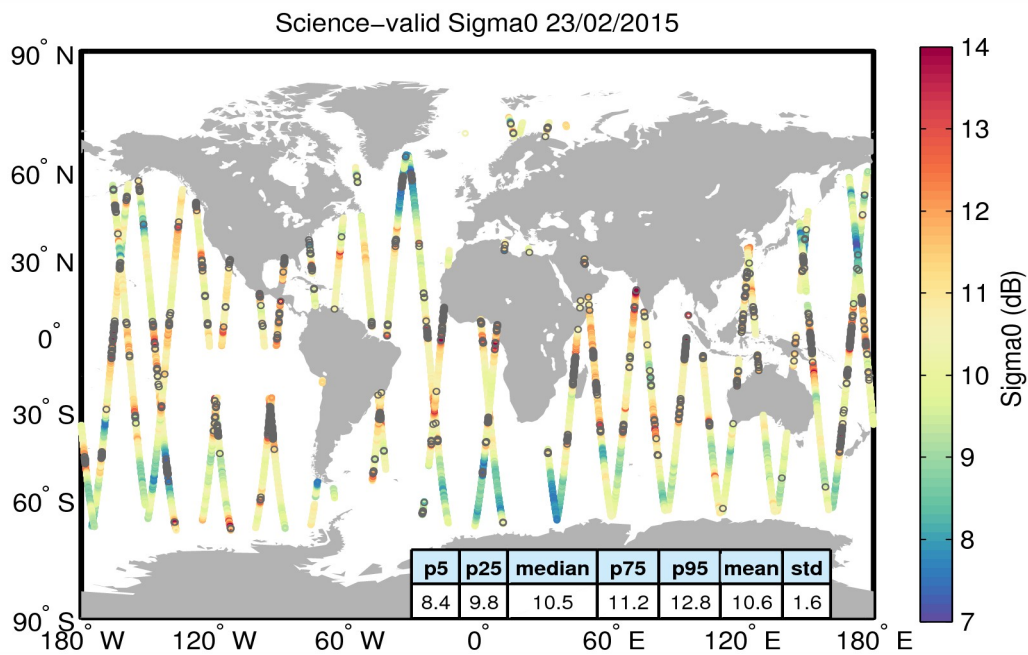 Science−valid Sigma0 23/02/2015
90° N
60° N
30° N
0°
30° S
60° S
90° S
180° W
120° W
60° W
0°
60° E
120° E
180° E
p5 p25 median p75 p95 mean std
8.4 9.8 10.5 11.2 12.8 10.6 1.6
14
13
12
11
10
9
8
7
Sigma0 (dB)